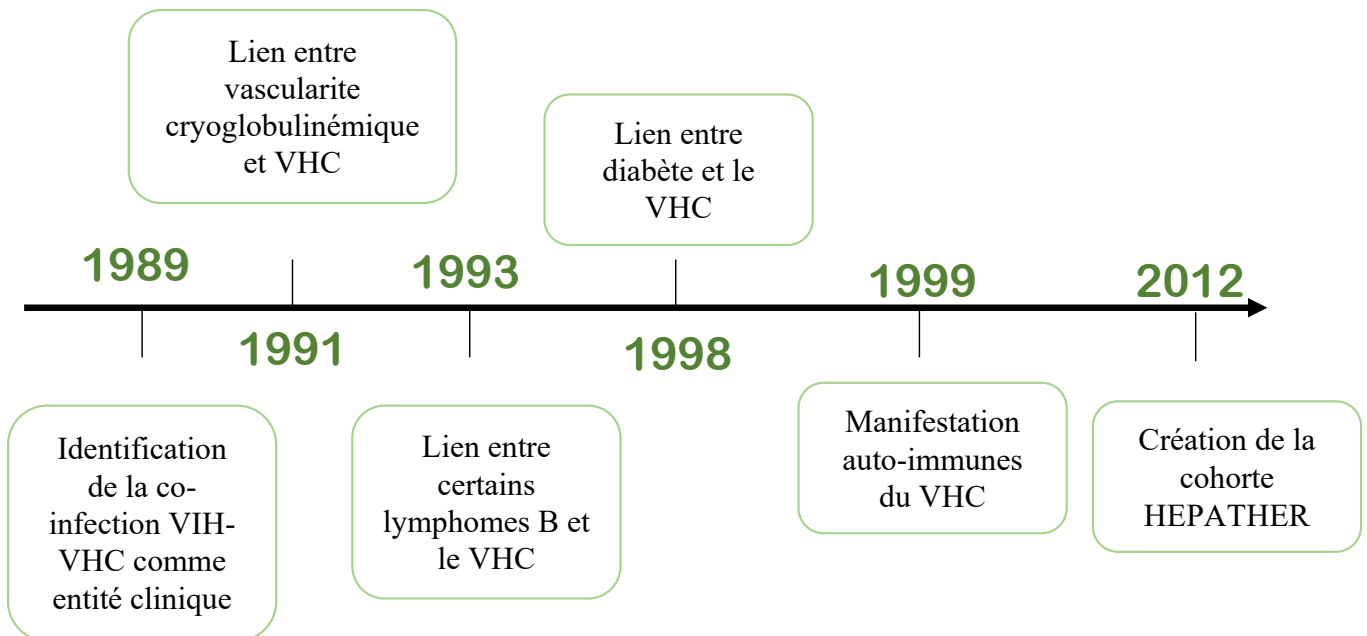 Lien entre
vascularite
cryoglobulinémique
et VHC
Lien entre
diabète et le
VHC
1989
1993
1999
2012
1991
1998
Identification
de la co-
infection VIH-
VHC comme
entité clinique
Lien entre
certains
lymphomes B et
le VHC
Manifestation
auto-immunes
du VHC
Création de la
cohorte
HEPATHER